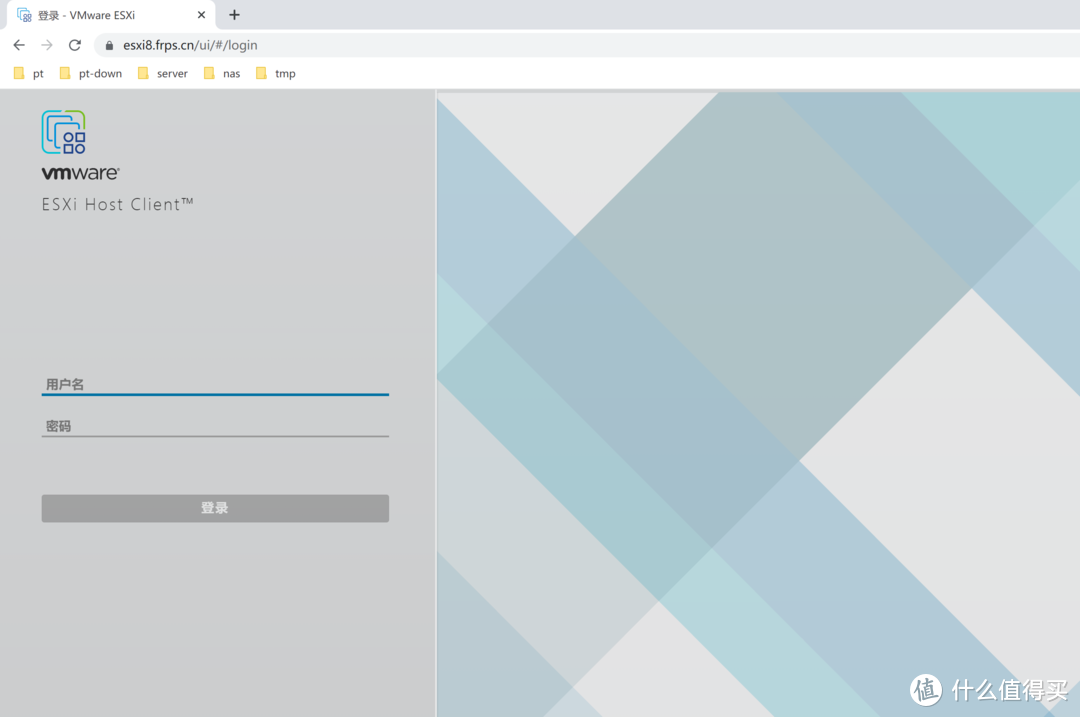 登录 - VMware ESXi
esxi8.frps.cn/ui/#/login
pt pt-down server nas tmp
vmware®
ESXi Host Client™
用户名
密码
登录
值 什么值得买